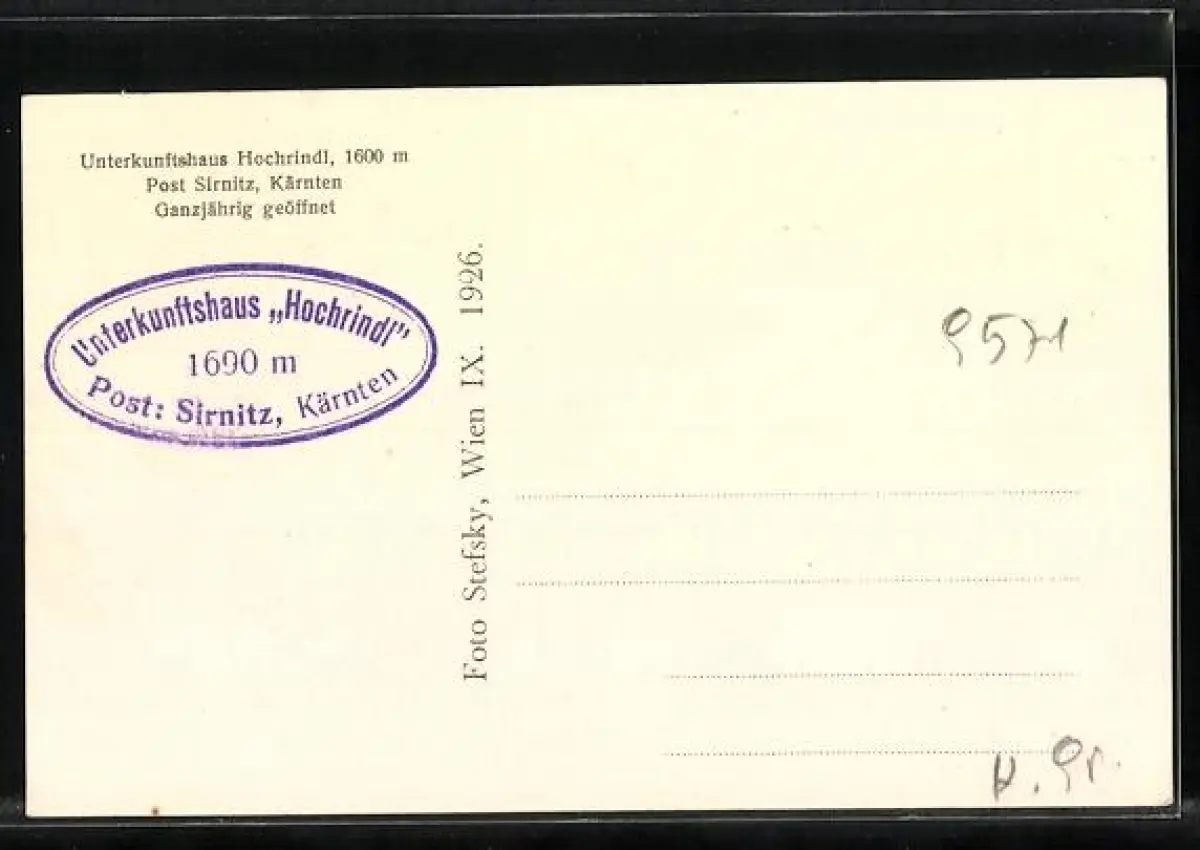 Unterkunftshaus Hochrindl, 1600 m
Post Sirnitz, Kärnten
Ganzjährig geöffnet
Unterkunftshaus „Hochrindl”
1690 m
Post: Sirnitz, Kärnten
Foto Stefsky, Wien IX. 1926.
9571